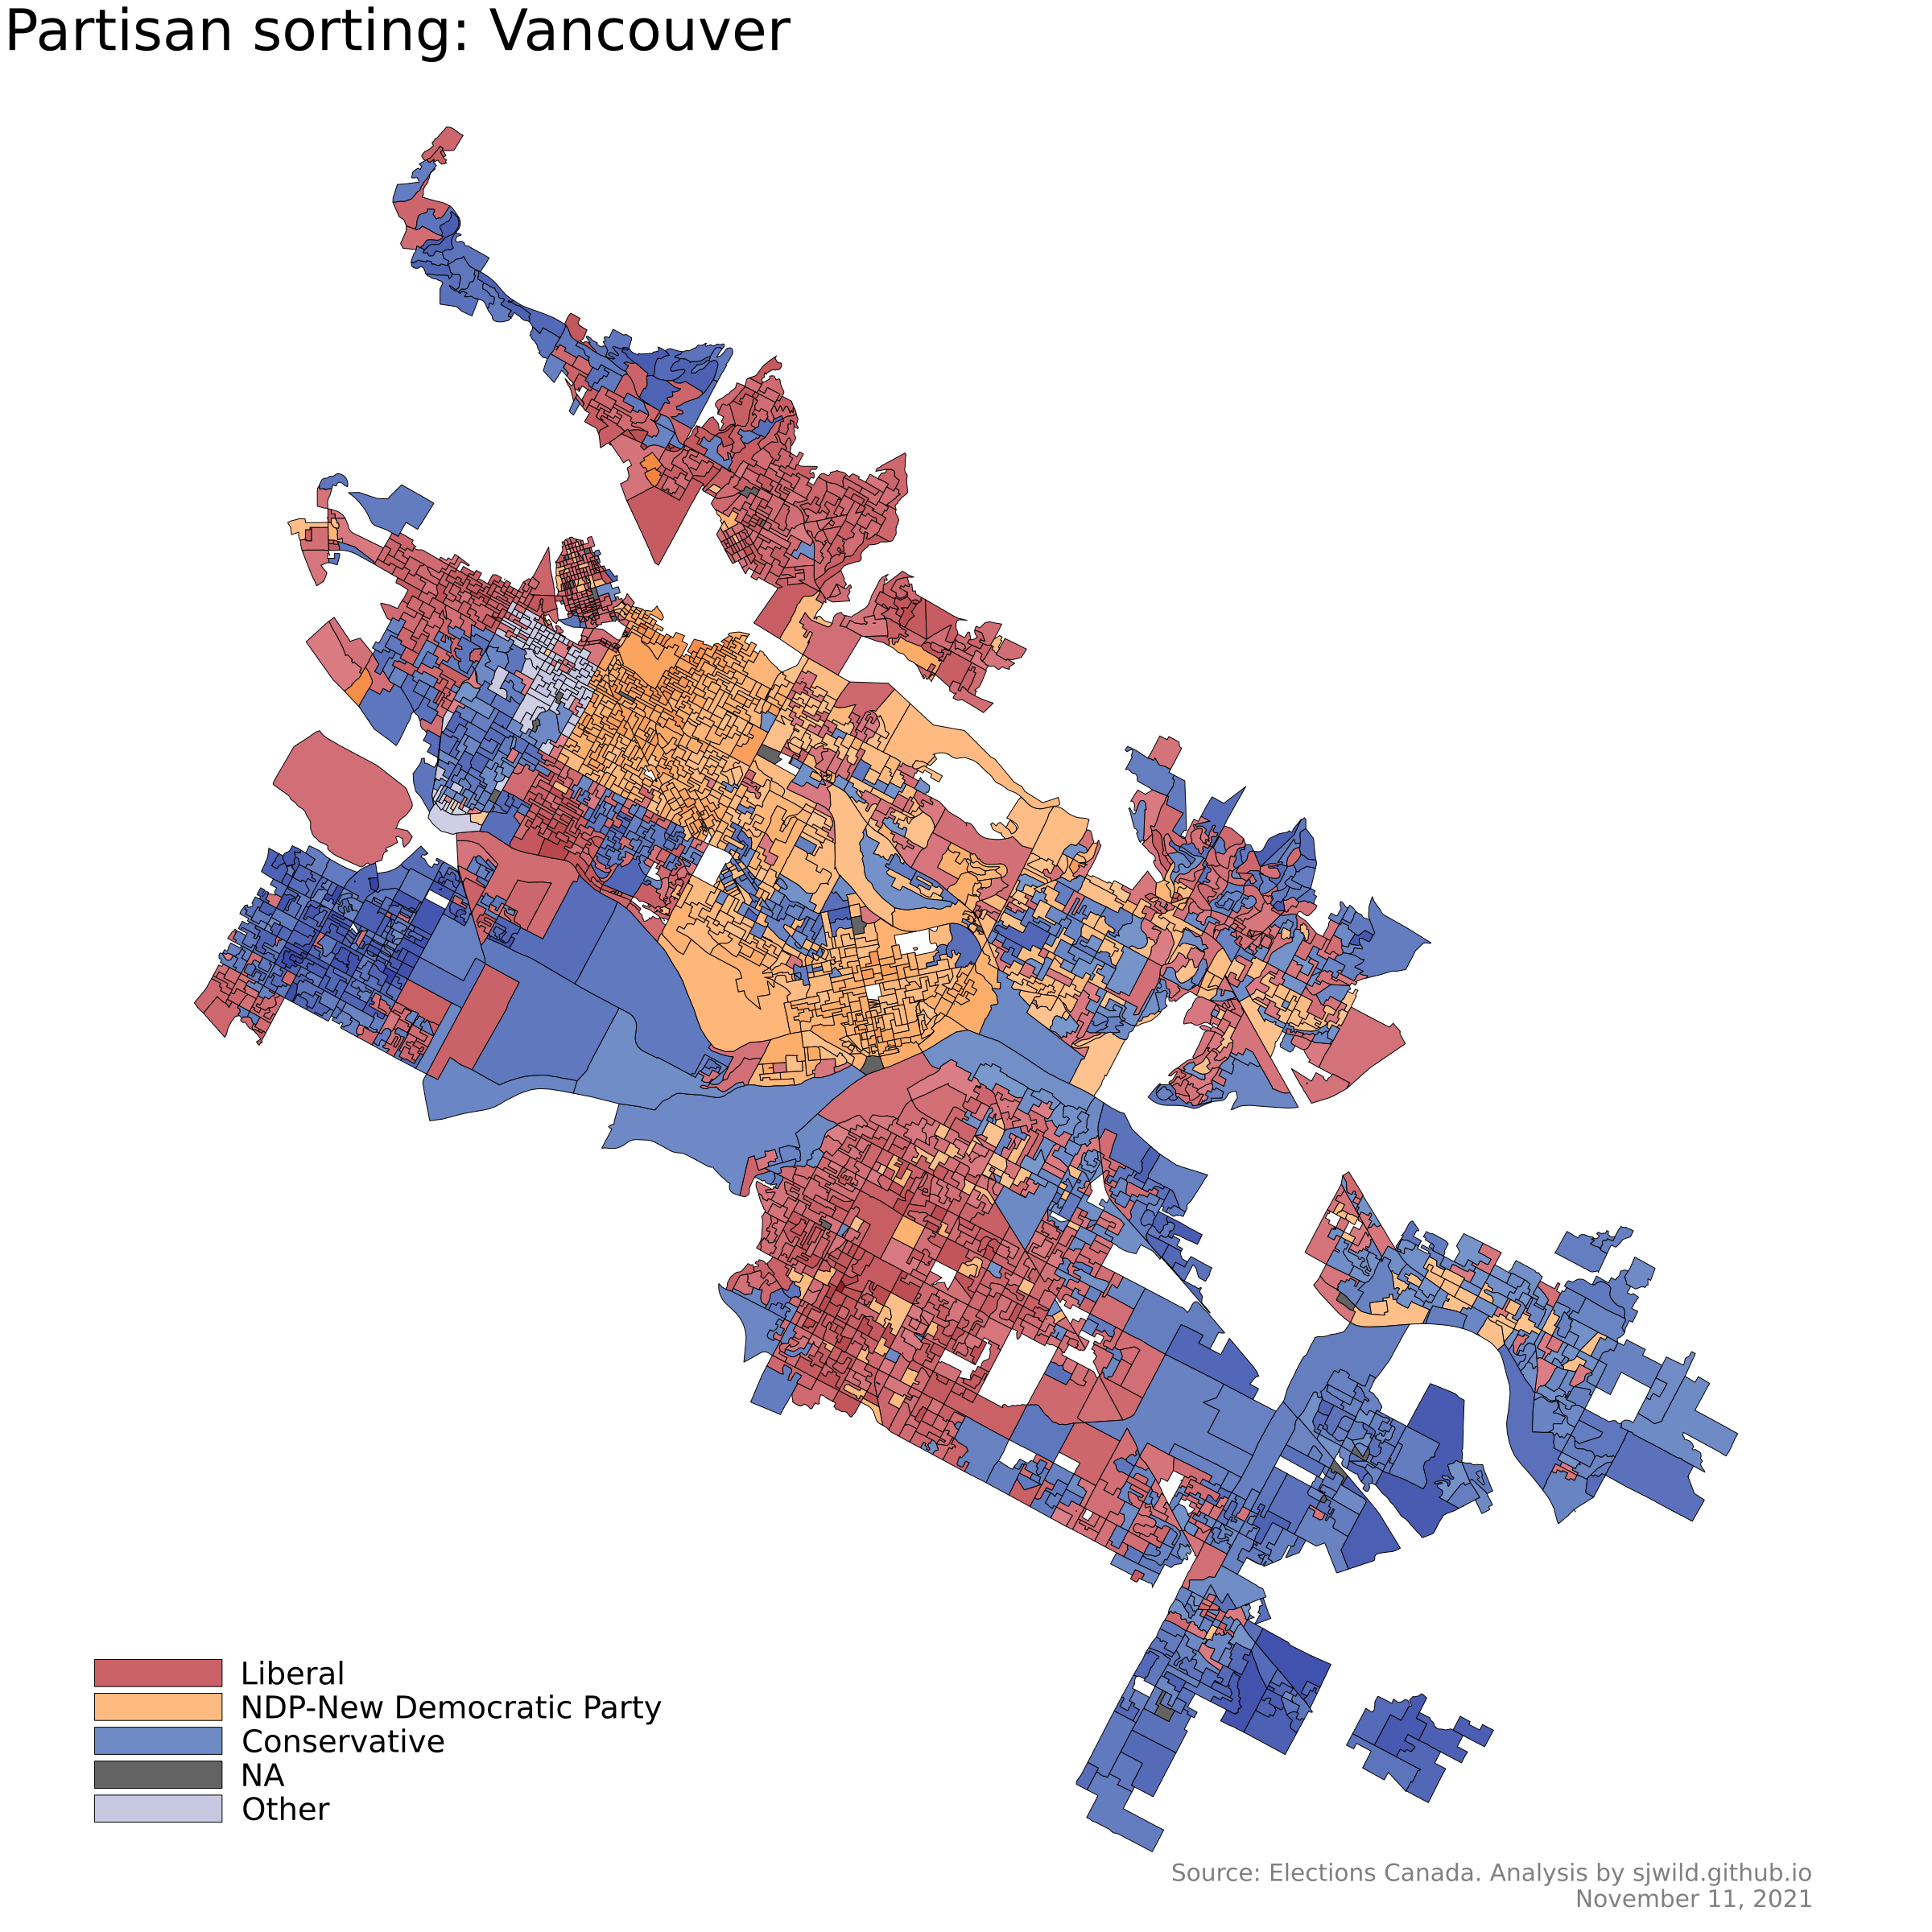 Partisan sorting: Vancouver
Liberal
NDP-New Democratic Party
Conservative
NA
Other
Source: Elections Canada. Analysis by sjwild.github.io
November 11, 2021